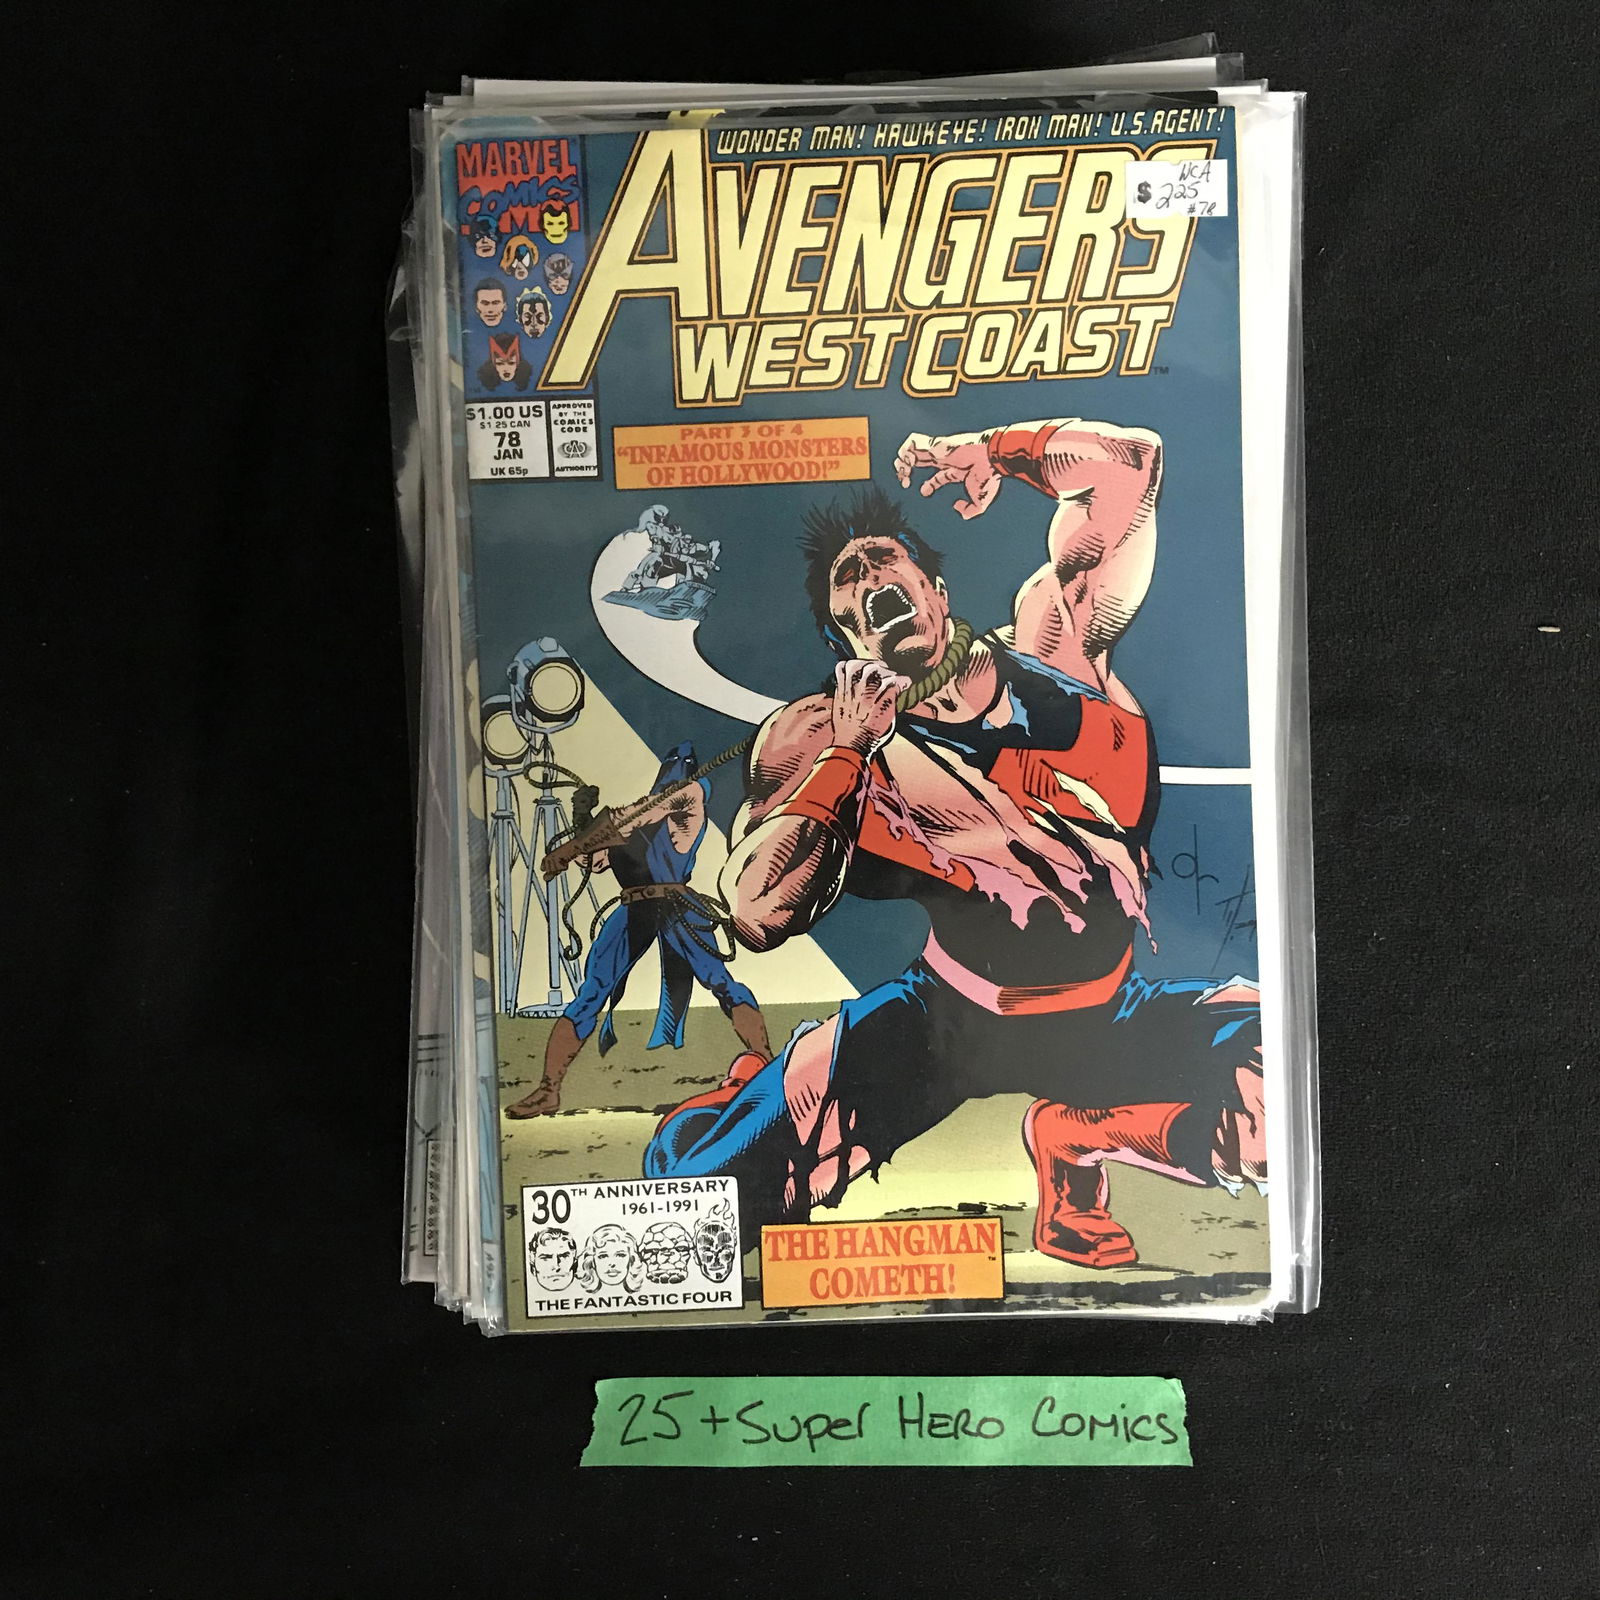 WONDER MAN! HAWKEYE! IRON MAN! U.S.AGENT!
MARVEL
COMICS
AVENGERS
WEST COAST™
WCA
$2.25
#78
$1.00 US
$1.25 CAN
78
JAN
UK 65p
APPROVED
BY THE
COMICS
CODE
AUTHORITY
PART 3 OF 4
"INFAMOUS MONSTERS
OF HOLLYWOOD!"
30TH ANNIVERSARY
1961-1991
THE FANTASTIC FOUR
THE HANGMAN™
COMETH!
25+ Super Hero Comics